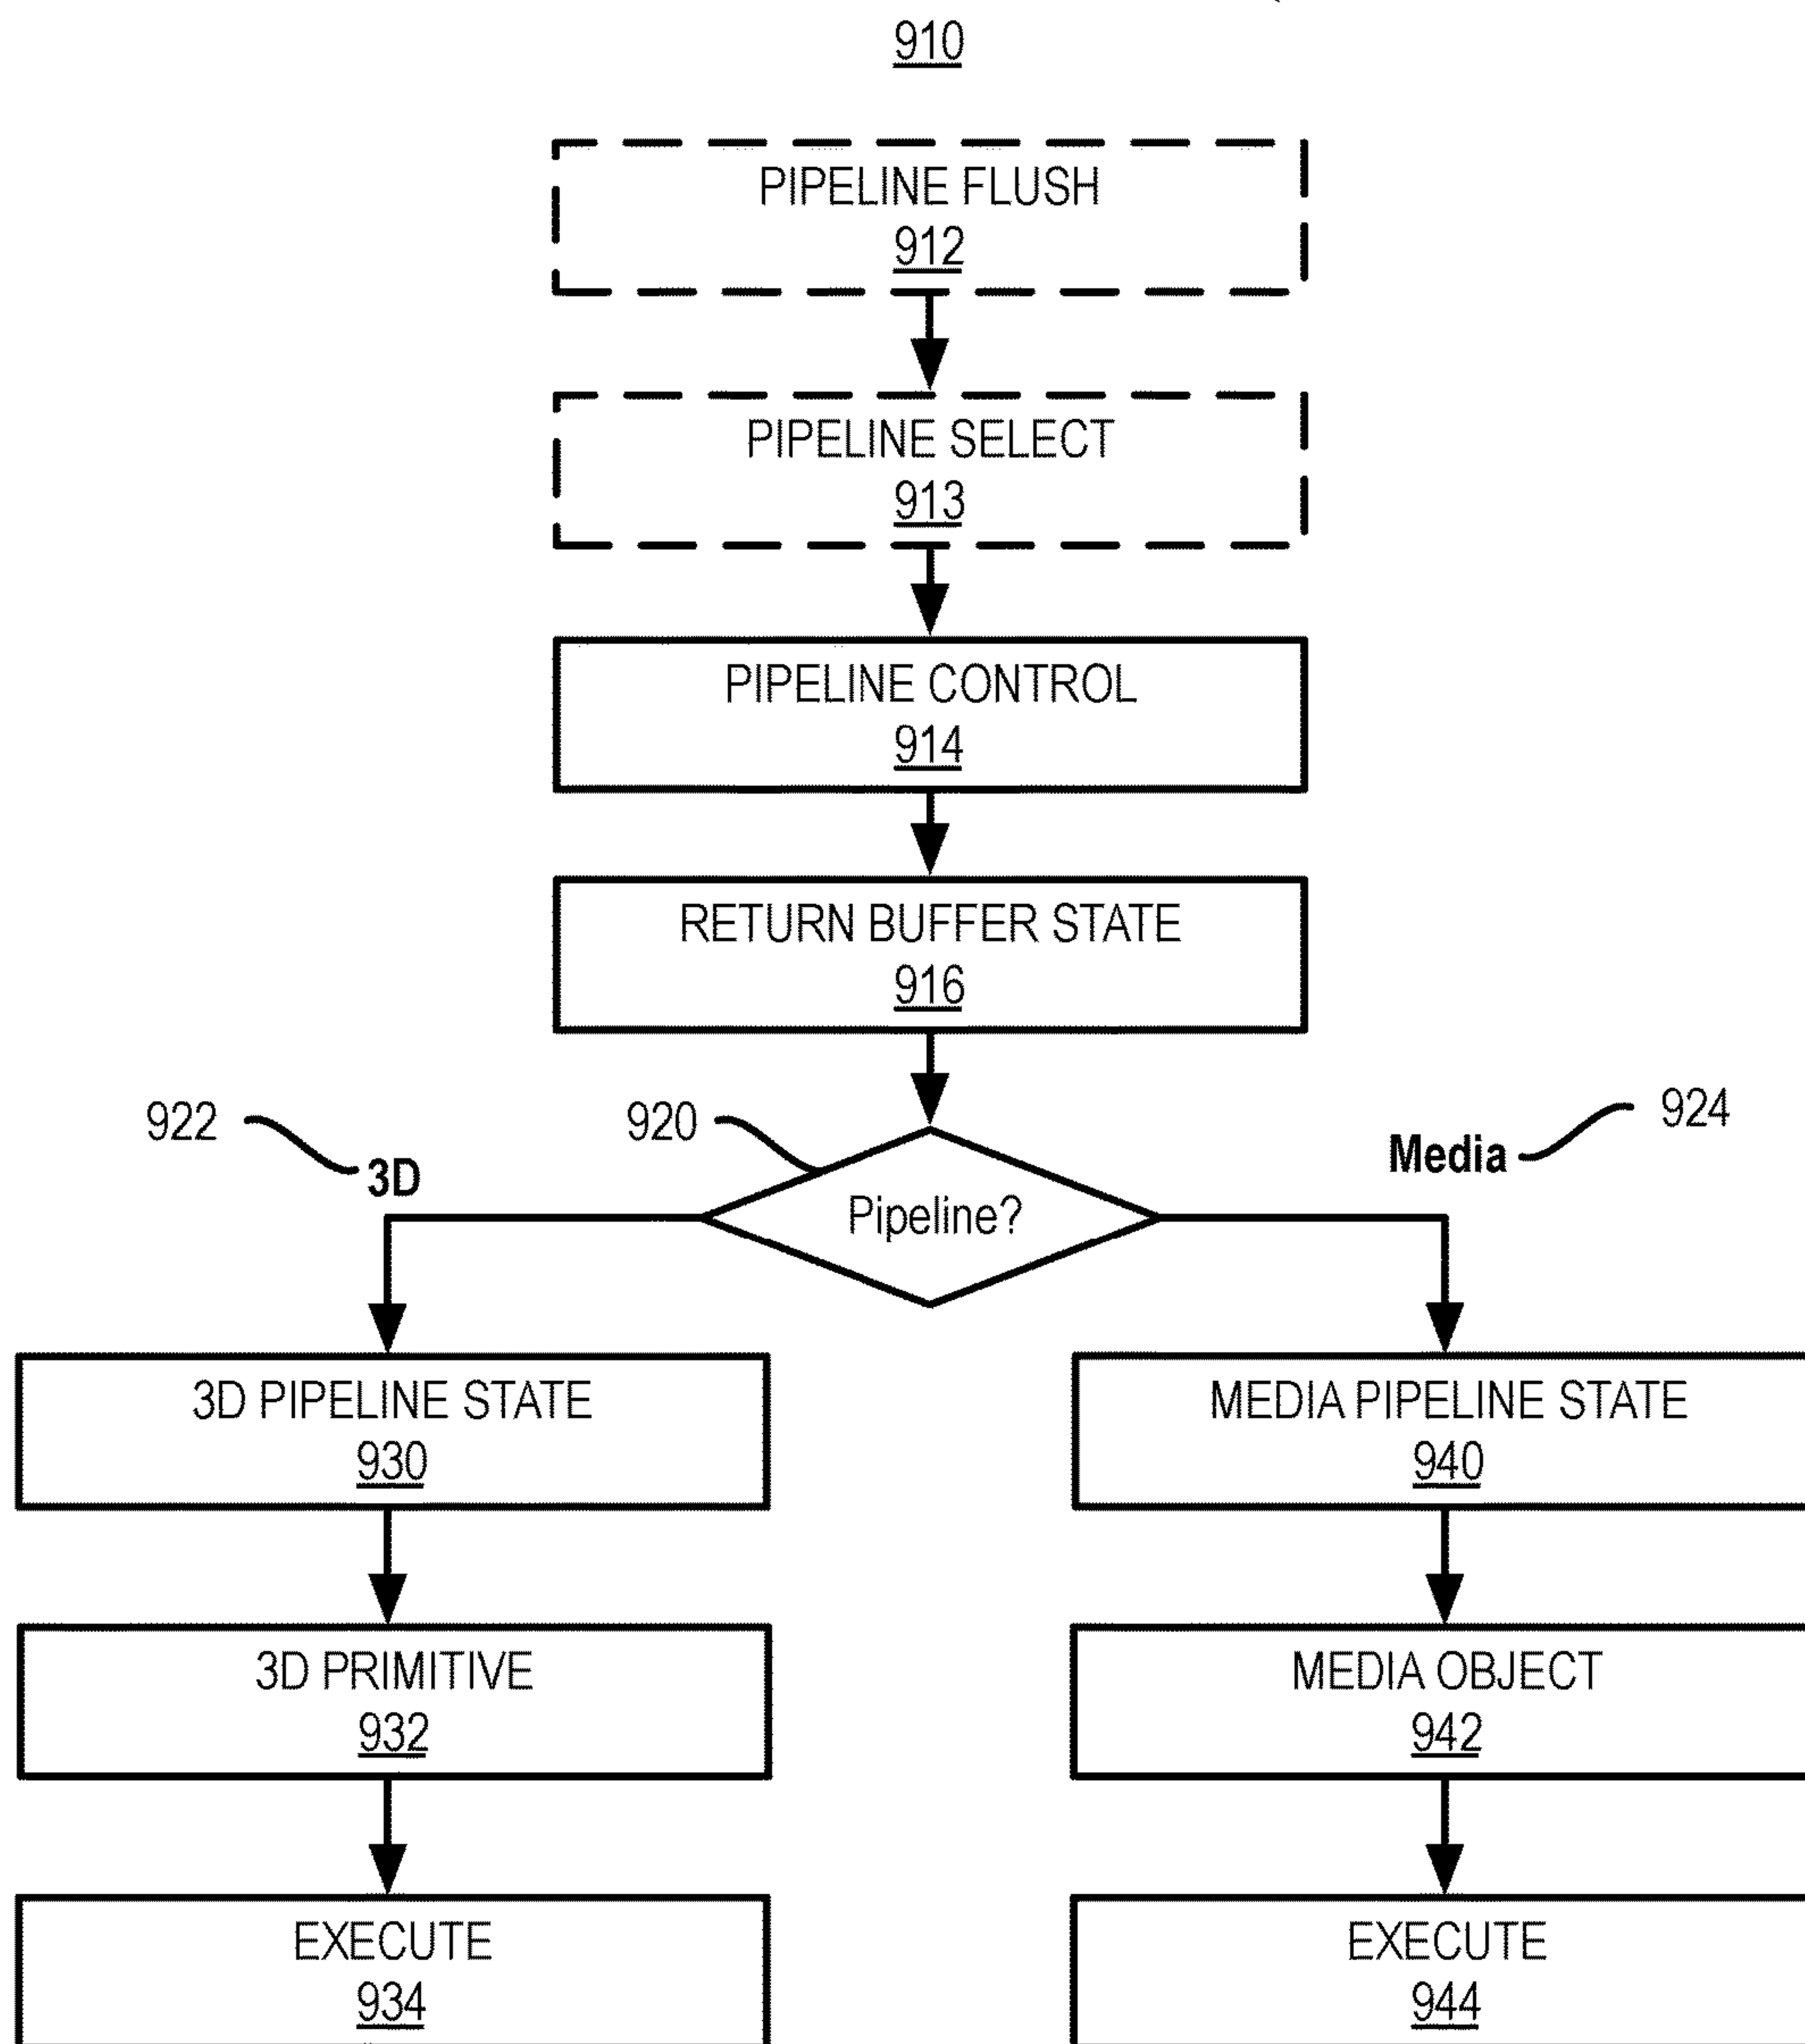 910
PIPELINE FLUSH
912
PIPELINE SELECT
913
PIPELINE CONTROL
914
RETURN BUFFER STATE
916
922
920
924
3D
Media
Pipeline?
3D PIPELINE STATE
930
MEDIA PIPELINE STATE
940
3D PRIMITIVE
932
MEDIA OBJECT
942
EXECUTE
934
EXECUTE
944